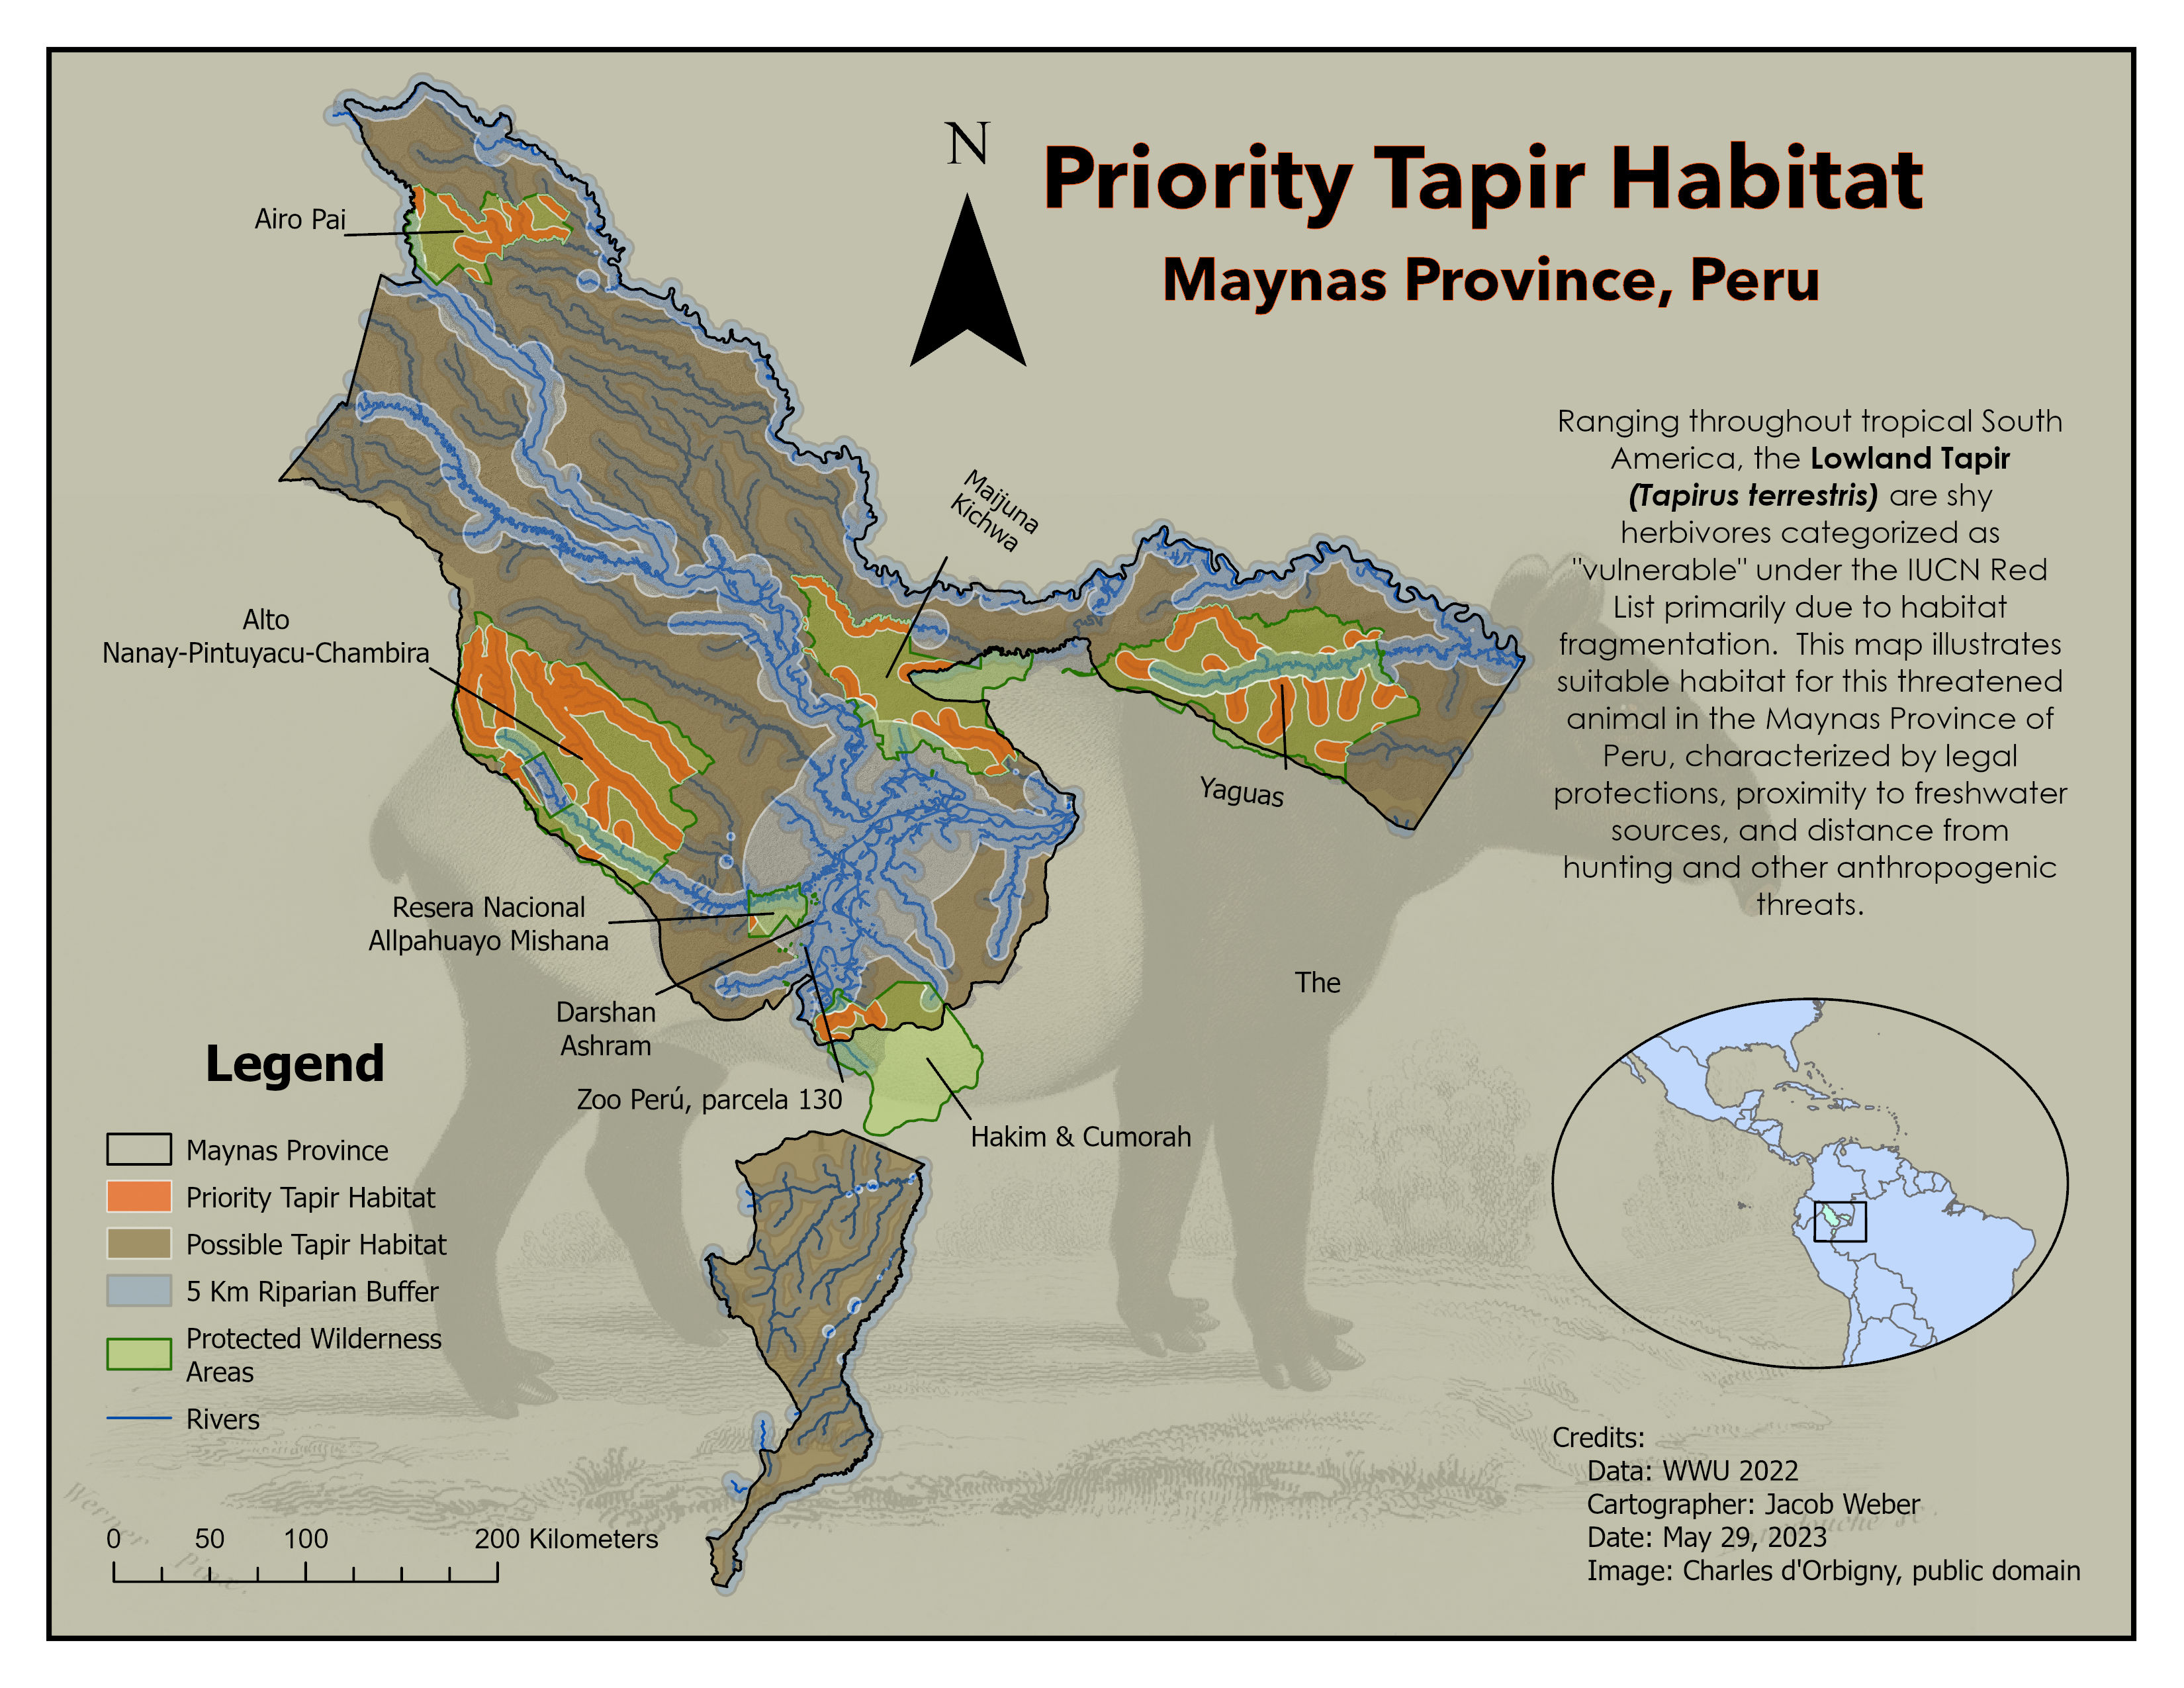 N
Priority Tapir Habitat
Maynas Province, Peru
Airo Pai
Ranging throughout tropical South
America, the Lowland Tapir
(Tapirus terrestris) are shy
herbivores categorized as
"vulnerable" under the IUCN Red
List primarily due to habitat
fragmentation.  This map illustrates
suitable habitat for this threatened
animal in the Maynas Province of
Peru, characterized by legal
protections, proximity to freshwater
sources, and distance from
hunting and other anthropogenic
threats.
Maijuna
Kichwa
Alto
Nanay-Pintuyacu-Chambira
Yaguas
Resera Nacional
Allpahuayo Mishana
The
Darshan
Ashram
Zoo Perú, parcela 130
Hakim & Cumorah
Legend
Maynas Province
Priority Tapir Habitat
Possible Tapir Habitat
5 Km Riparian Buffer
Protected Wilderness
Areas
Rivers
0 50 100 200 Kilometers
Werner Pinx.
Credits:
Data: WWU 2022
Cartographer: Jacob Weber
Date: May 29, 2023
Image: Charles d'Orbigny, public domain